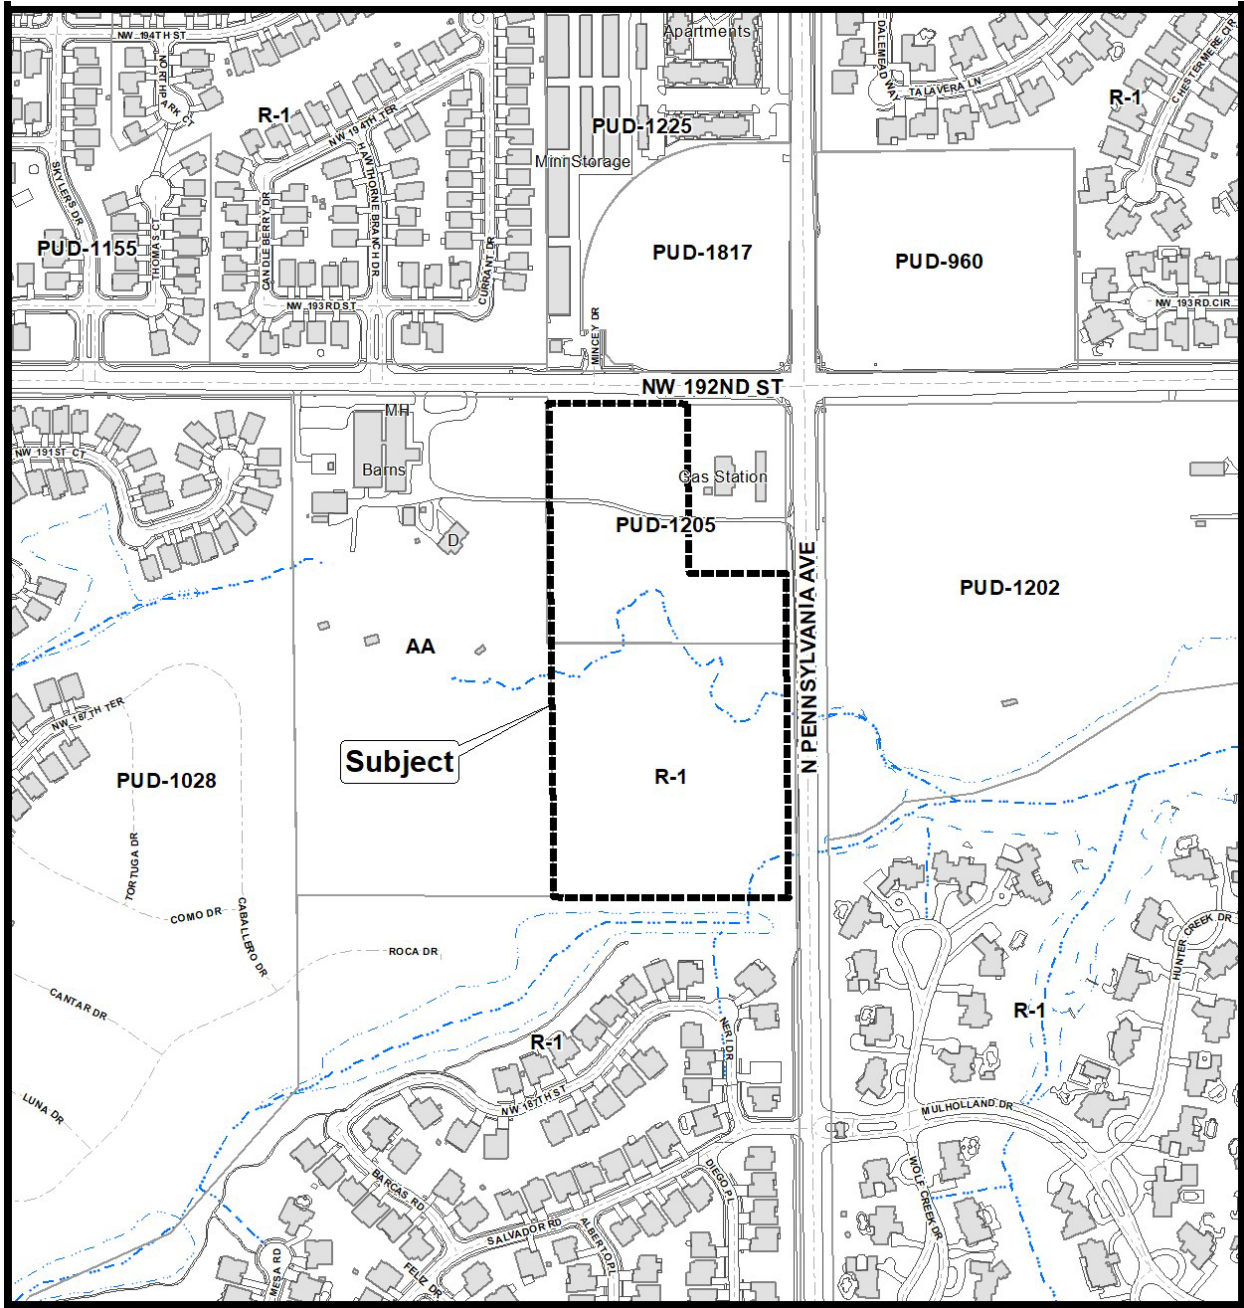 Apartments
NW 194TH ST
NORTH PARK CT
R-1
NW 194TH TER
HAWTHORNE BRANCH DR
PUD-1225
Mini Storage
EDALEMEAD WAY
TALAVERA LN
R-1
CHESTERMERE CIR
SKYLERS DR
PUD-1155
THOMAS CT
CANDLEBERRY DR
CURRANT DR
PUD-1817
PUD-960
NW 193RD ST
NW 193RD CIR
MINCEY DR
NW 192ND ST
MH
Barns
NW 191ST CT
Gas Station
PUD-1205
D
N PENNSYLVANIA AVE
PUD-1202
AA
NW 187TH TER
Subject
R-1
PUD-1028
TORTUGA DR
COMO DR
CABALLERO DR
ROCA DR
HUNTER CREEK DR
CANTAR DR
R-1
NERI DR
R-1
LUNA DR
NW 187TH ST
MULHOLLAND DR
BARCAS RD
DIEGO PL
WOLF CREEK DR
SALVADOR RD
ALBERTO PL
MESA RD
FELIZ DR